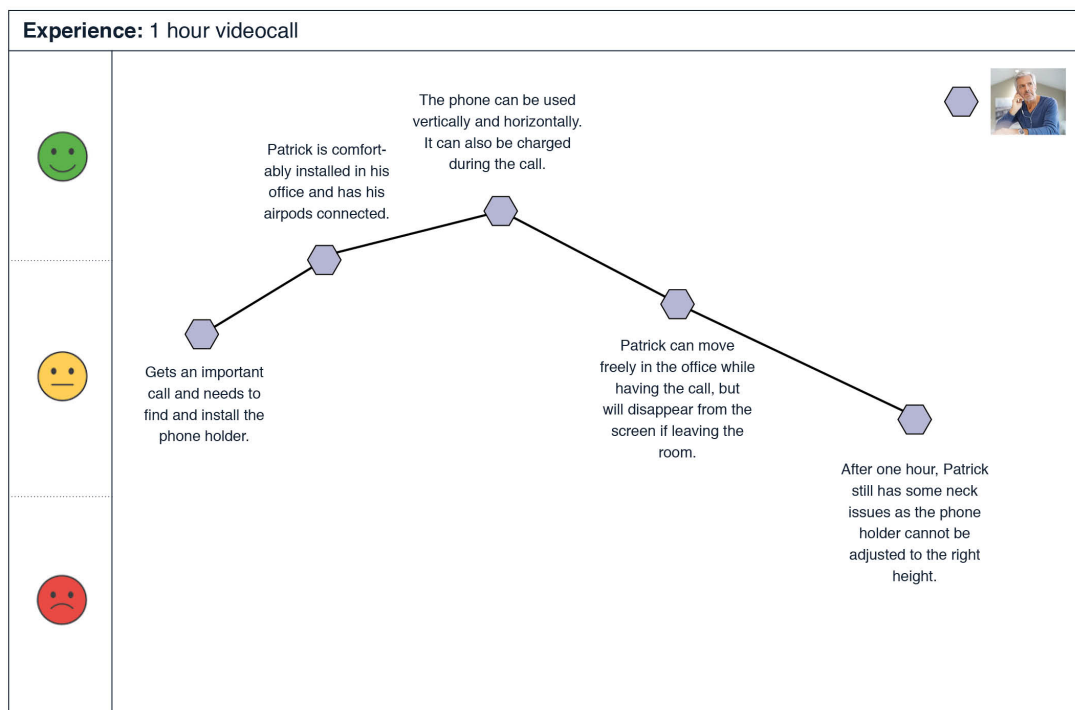 Experience: 1 hour videocall
The phone can be used
vertically and horizontally.
It can also be charged
during the call.
Patrick is comfort-
ably installed in his
office and has his
airpods connected.
Gets an important
call and needs to
find and install the
phone holder.
Patrick can move
freely in the office while
having the call, but
will disappear from the
screen if leaving the
room.
After one hour, Patrick
still has some neck
issues as the phone
holder cannot be
adjusted to the right
height.